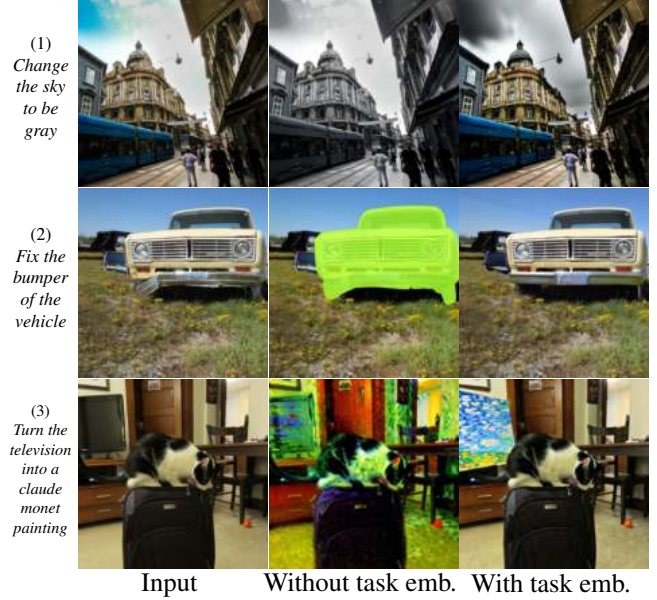 (1)
Change
the sky
to be
gray
(2)
Fix the
bumper
of the
vehicle
(3)
Turn the
television
into a
claude
monet
painting
Input Without task emb. With task emb.